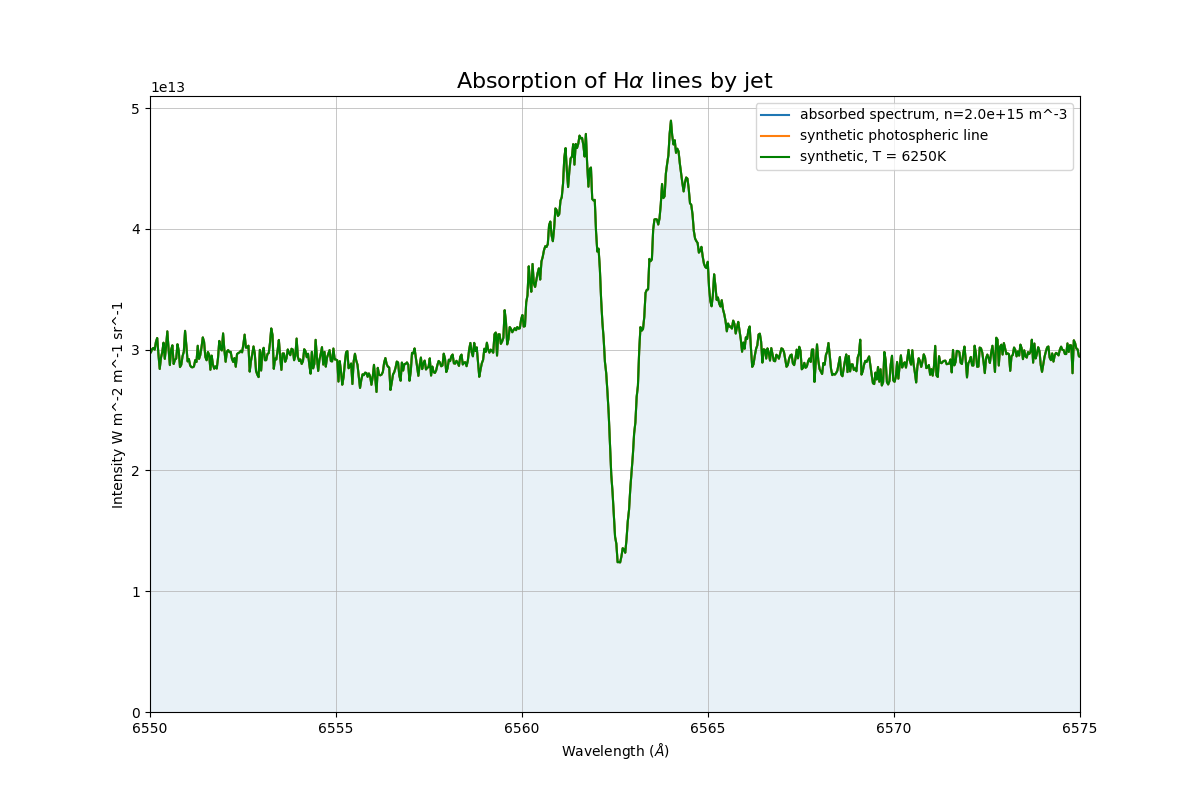 Absorption of Hα lines by jet
1e13
absorbed spectrum, n=2.0e+15 m^-3
synthetic photospheric line
synthetic, T = 6250K
5
4
3
2
1
0
Intensity W m^-2 m^-1 sr^-1
6550 6555 6560 6565 6570 6575
Wavelength (Å)